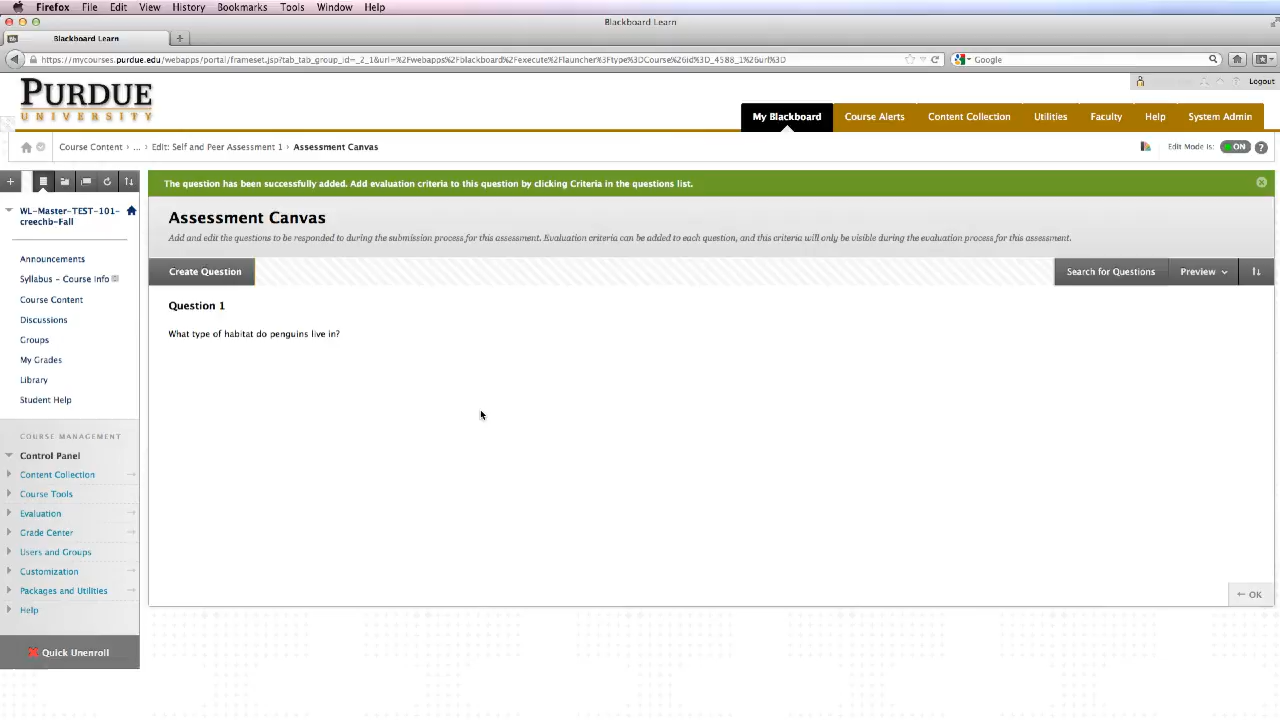 Firefox File Edit View History Bookmarks Tools Window Help
Blackboard Learn
Blackboard Learn
https://mycourses.purdue.edu/webapps/portal/frameset.jsp?tab_tab_group_id=_2_1&url=%2Fwebapps%2Fblackboard%2Fexecute%2Flauncher%3Ftype%3DCourse%26id%3D_4588_1%26url%3D
Google
PURDUE
UNIVERSITY
Logout
My Blackboard Course Alerts Content Collection Utilities Faculty Help System Admin
Course Content › ... › Edit: Self and Peer Assessment 1 › Assessment Canvas
Edit Mode is: ON ?
The question has been successfully added. Add evaluation criteria to this question by clicking Criteria in the questions list.
WL-Master-TEST-101-
creechb-Fall
Assessment Canvas
Add and edit the questions to be responded to during the submission process for this assessment. Evaluation criteria can be added to each question, and this criteria will only be visible during the evaluation process for this assessment.
Create Question
Search for Questions Preview
Question 1
What type of habitat do penguins live in?
OK
Announcements
Syllabus - Course Info
Course Content
Discussions
Groups
My Grades
Library
Student Help
COURSE MANAGEMENT
Control Panel
Content Collection
Course Tools
Evaluation
Grade Center
Users and Groups
Customization
Packages and Utilities
Help
Quick Unenroll